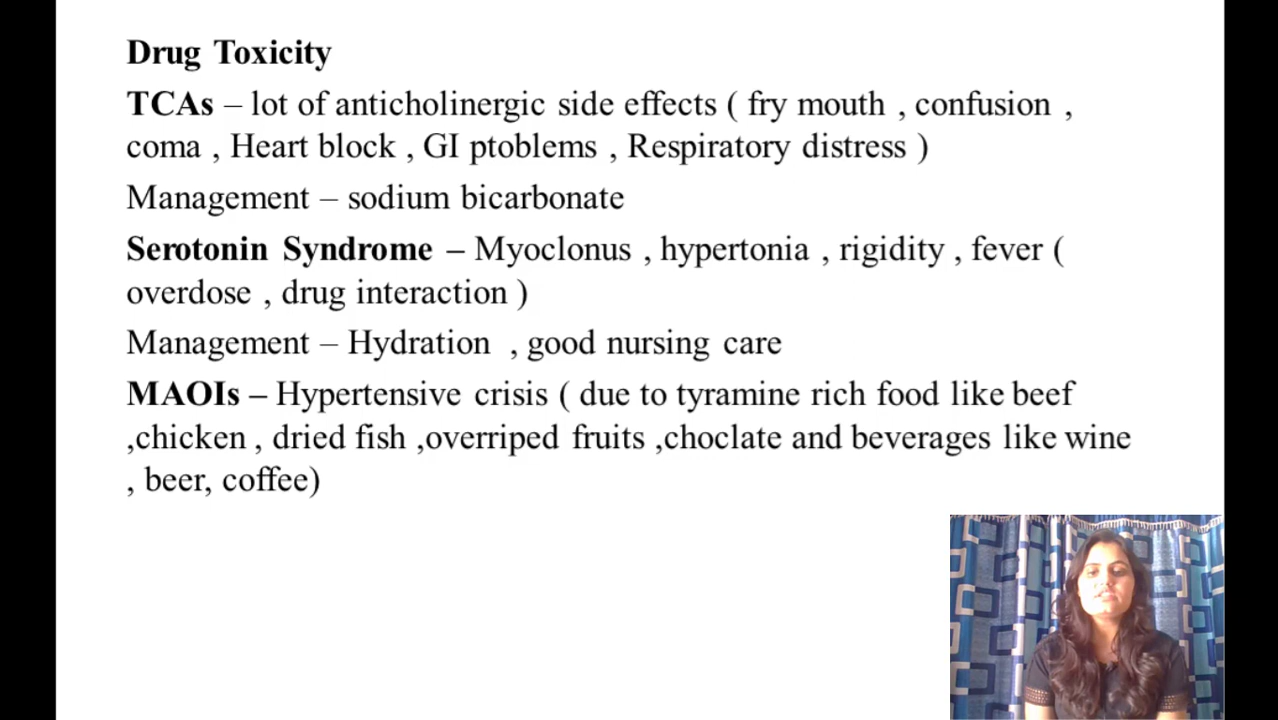 Drug Toxicity
TCAs – lot of anticholinergic side effects ( fry mouth , confusion ,
coma , Heart block , GI ptoblems , Respiratory distress )
Management – sodium bicarbonate
Serotonin Syndrome – Myoclonus , hypertonia , rigidity , fever (
overdose , drug interaction )
Management – Hydration , good nursing care
MAOIs – Hypertensive crisis ( due to tyramine rich food like beef
,chicken , dried fish ,overriped fruits ,choclate and beverages like wine
, beer, coffee)